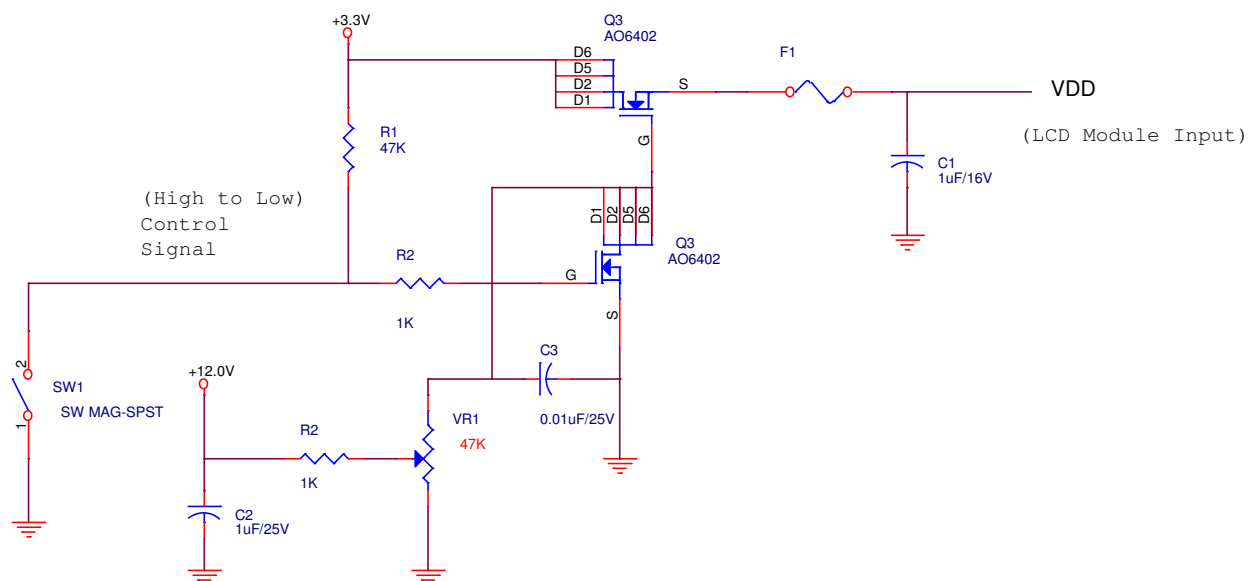 +3.3V
Q3
AO6402
D6
D5
D2
D1
S
G
F1
VDD
(LCD Module Input)
R1
47K
C1
1uF/16V
(High to Low)
Control
Signal
D1
D2
D5
D6
Q3
AO6402
R2
1K
G
S
2
1
SW1
SW MAG-SPST
+12.0V
C3
0.01uF/25V
R2
1K
VR1
47K
C2
1uF/25V